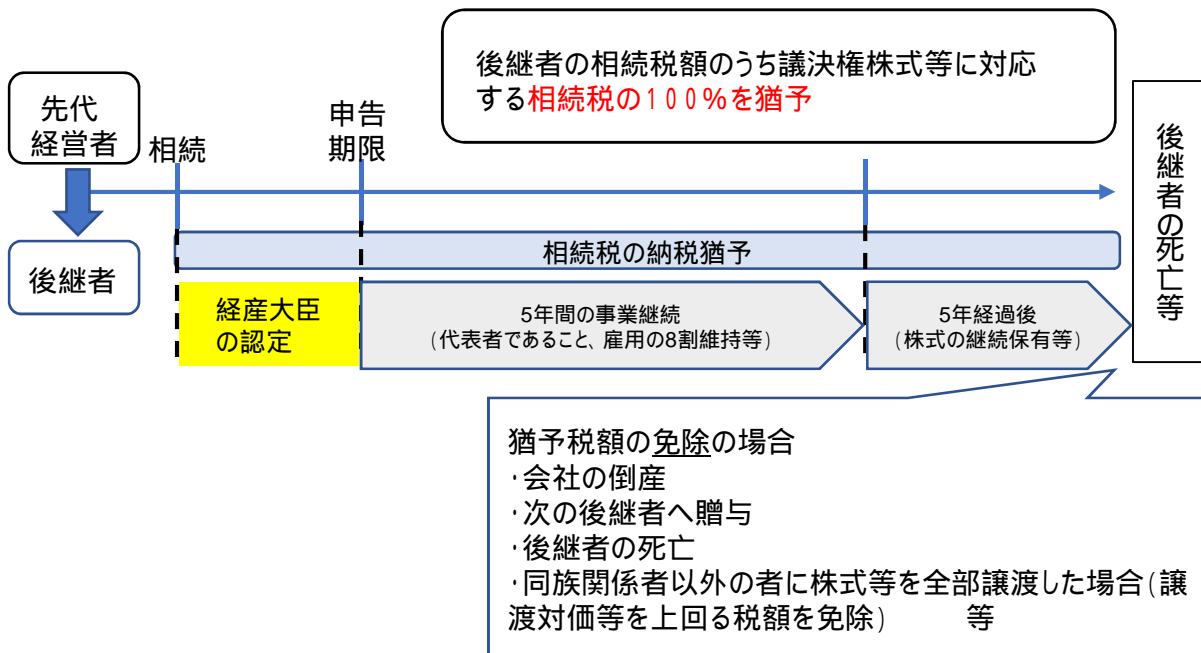 後継者の相続税額のうち議決権株式等に対応
する相続税の100%を猶予
先代
経営者
相続
申告
期限
後継者
相続税の納税猶予
経産大臣
の認定
5年間の事業継続
(代表者であること、雇用の8割維持等)
5年経過後
(株式の継続保有等)
後継者の死亡等
猶予税額の免除の場合
・会社の倒産
・次の後継者へ贈与
・後継者の死亡
・同族関係者以外の者に株式等を全部譲渡した場合(譲
渡対価等を上回る税額を免除) 等